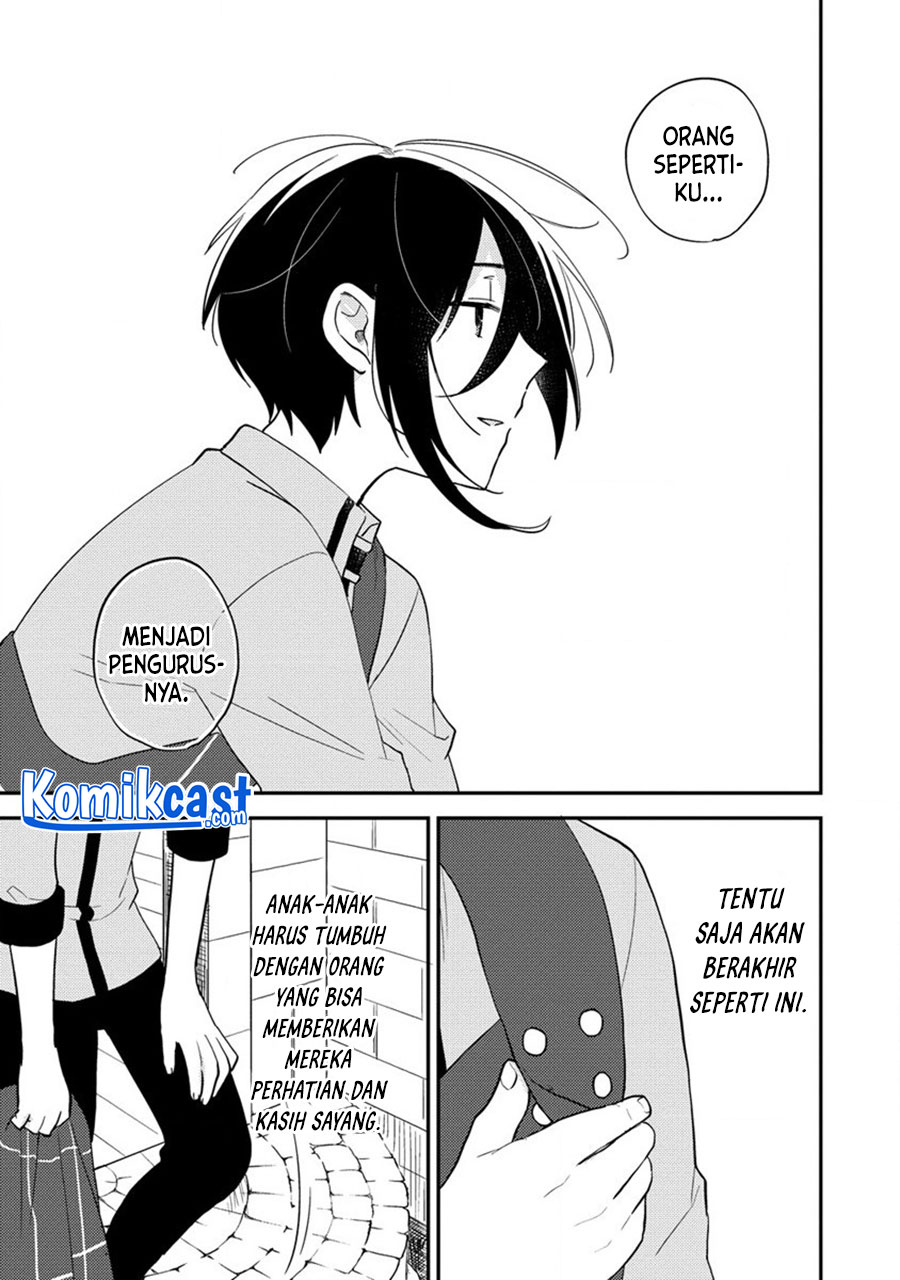 ORANG
SEPERTI-
KU...
MENJADI
PENGURUS-
NYA.
Komikcast
.com
TENTU
SAJA AKAN
BERAKHIR
SEPERTI INI.
ANAK-ANAK
HARUS TUMBUH
DENGAN ORANG
YANG BISA
MEMBERIKAN
MEREKA
PERHATIAN DAN
KASIH SAYANG.